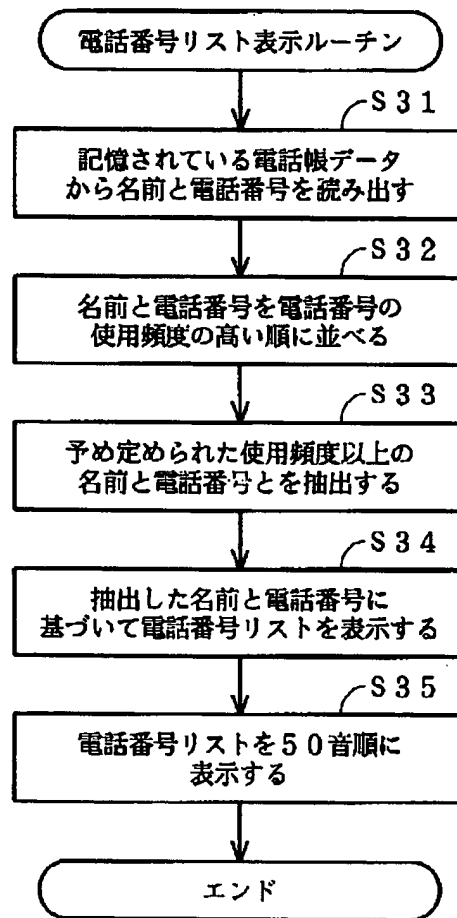 電話番号リスト表示ルーチン
S31
記憶されている電話帳データ
から名前と電話番号を読み出す
S32
名前と電話番号を電話番号の
使用頻度の高い順に並べる
S33
予め定められた使用頻度以上の
名前と電話番号とを抽出する
S34
抽出した名前と電話番号に
基づいて電話番号リストを表示する
S35
電話番号リストを50音順に
表示する
エンド